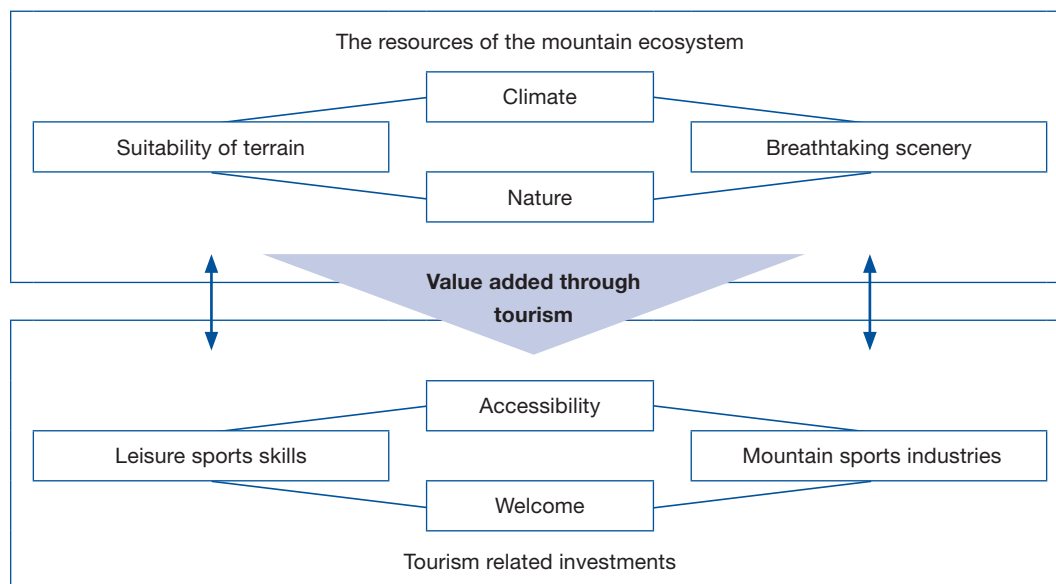 The resources of the mountain ecosystem
Climate
Suitability of terrain
Breathtaking scenery
Nature
Value added through
tourism
Accessibility
Leisure sports skills
Mountain sports industries
Welcome
Tourism related investments